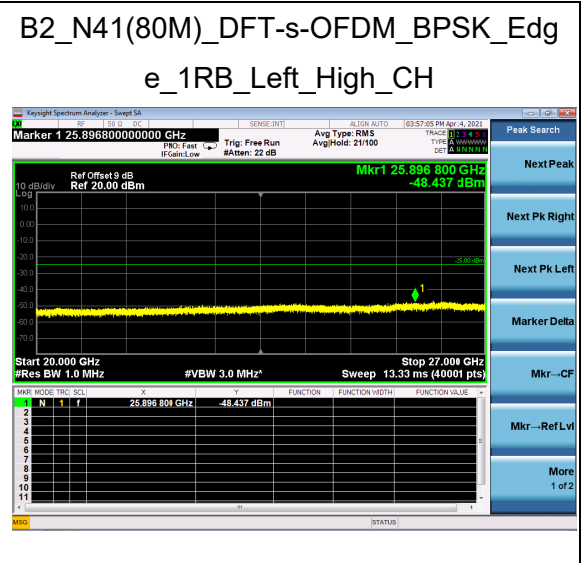 B2_N41(80M)_DFT-s-OFDM_BPSK_Edg
e_1RB_Left_High_CH
Keysight Spectrum Analyzer - Swept SA
RF 50 Ω DC SENSE:INT ALIGN AUTO 03:57:05 PM Apr 14, 2021
Marker 1 25.896800000000 GHz
PNO: Fast
IFGain:Low
Trig: Free Run
#Atten: 22 dB
Avg Type: RMS
Avg|Hold: 21/100
TRACE 1 2 3 4 5 6
TYPE A WWWWW
DET A N N N N N
Peak Search
Next Peak
Next Pk Right
Next Pk Left
Marker Delta
Mkr→CF
Mkr→Ref Lvl
More
1 of 2
Ref Offset 9 dB
10 dB/div Ref 20.00 dBm
Log
Mkr1 25.896 800 GHz
-48.437 dBm
10.0
0.00
-10.0
-20.0
-25.00 dBm
-30.0
-40.0
-50.0
-60.0
-70.0
1
Start 20.000 GHz Stop 27.000 GHz
#Res BW 1.0 MHz #VBW 3.0 MHz* Sweep 13.33 ms (40001 pts)
MKR MODE TRC SCL X Y FUNCTION FUNCTION WIDTH FUNCTION VALUE
1 N 1 f 25.896 800 GHz -48.437 dBm
2
3
4
5
6
7
8
9
10
11
MSG STATUS